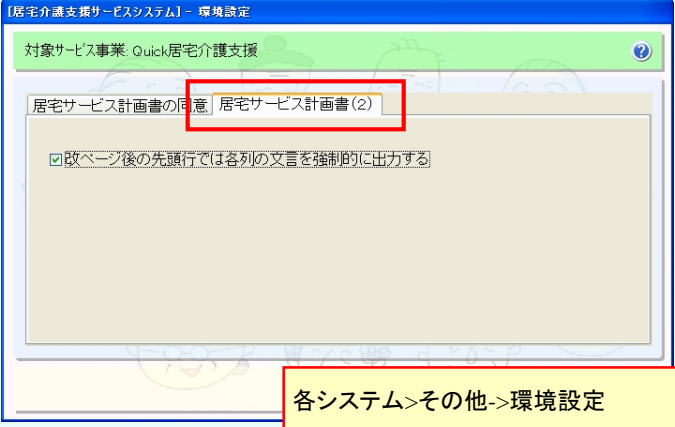 [居宅介護支援サービスシステム] - 環境設定
対象サービス事業: Quick居宅介護支援
居宅サービス計画書の同意 居宅サービス計画書(2)
改ページ後の先頭行では各列の文言を強制的に出力する
各システム>その他->環境設定